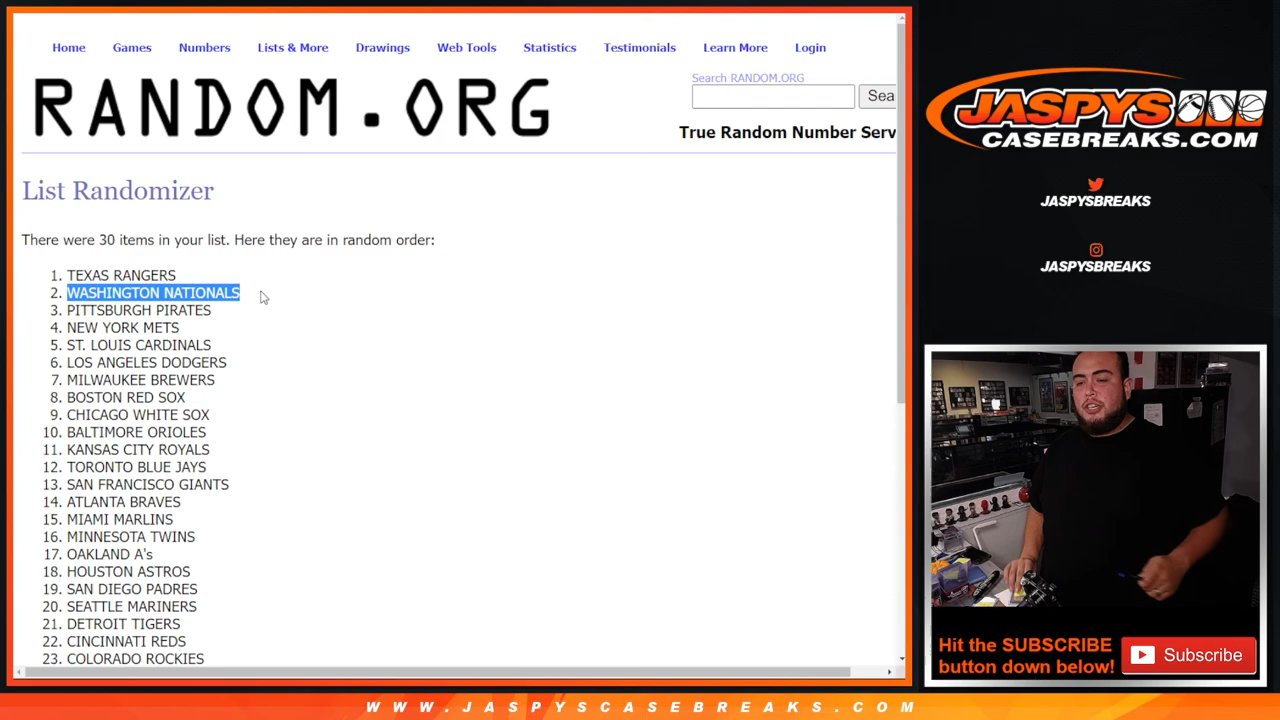 Home Games Numbers Lists & More Drawings Web Tools Statistics Testimonials Learn More Login
RANDOM.ORG
Search RANDOM.ORG
Sea
True Random Number Serv
List Randomizer
There were 30 items in your list. Here they are in random order:
1. TEXAS RANGERS
2. WASHINGTON NATIONALS
3. PITTSBURGH PIRATES
4. NEW YORK METS
5. ST. LOUIS CARDINALS
6. LOS ANGELES DODGERS
7. MILWAUKEE BREWERS
8. BOSTON RED SOX
9. CHICAGO WHITE SOX
10. BALTIMORE ORIOLES
11. KANSAS CITY ROYALS
12. TORONTO BLUE JAYS
13. SAN FRANCISCO GIANTS
14. ATLANTA BRAVES
15. MIAMI MARLINS
16. MINNESOTA TWINS
17. OAKLAND A's
18. HOUSTON ASTROS
19. SAN DIEGO PADRES
20. SEATTLE MARINERS
21. DETROIT TIGERS
22. CINCINNATI REDS
23. COLORADO ROCKIES
JASPYS
CASEBREAKS.COM
JASPYSBREAKS
JASPYSBREAKS
Hit the SUBSCRIBE
button down below!
Subscribe
WWW.JASPYSCASEBREAKS.COM